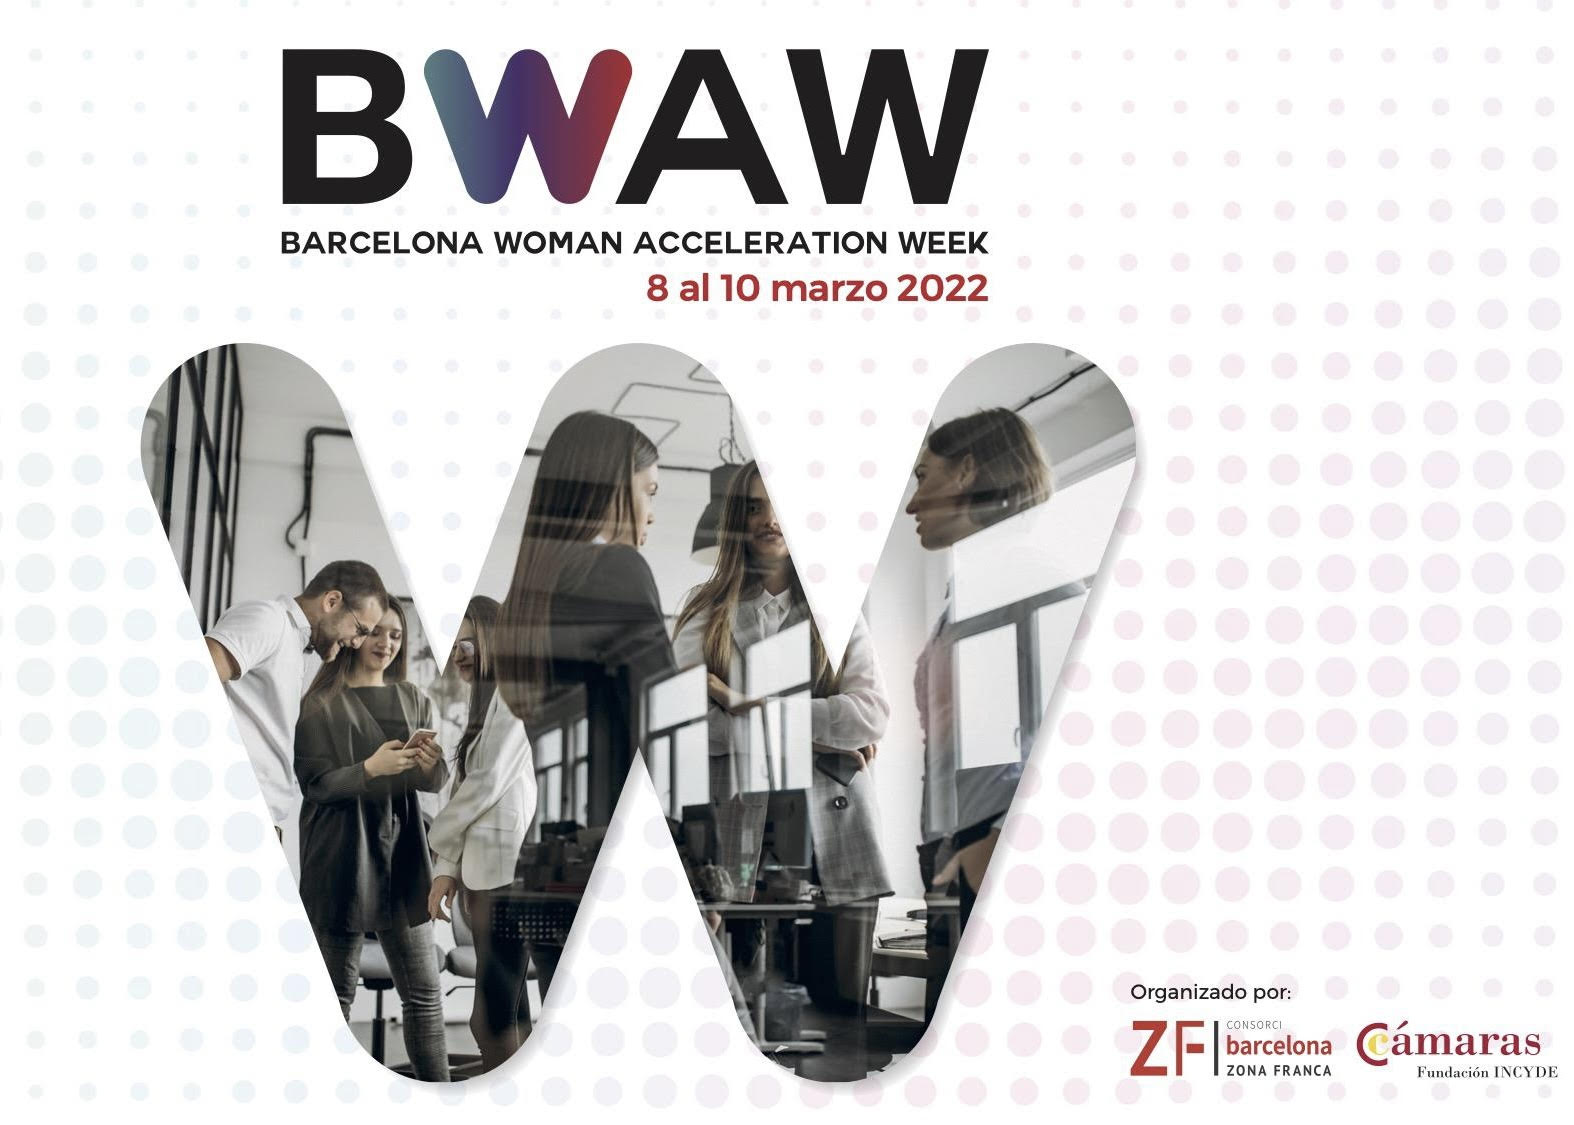 BWAW
BARCELONA WOMAN ACCELERATION WEEK
8 al 10 marzo 2022
Organizado por:
ZF
CONSORCI
barcelona
ZONA FRANCA
Cámaras
Fundación INCYDE